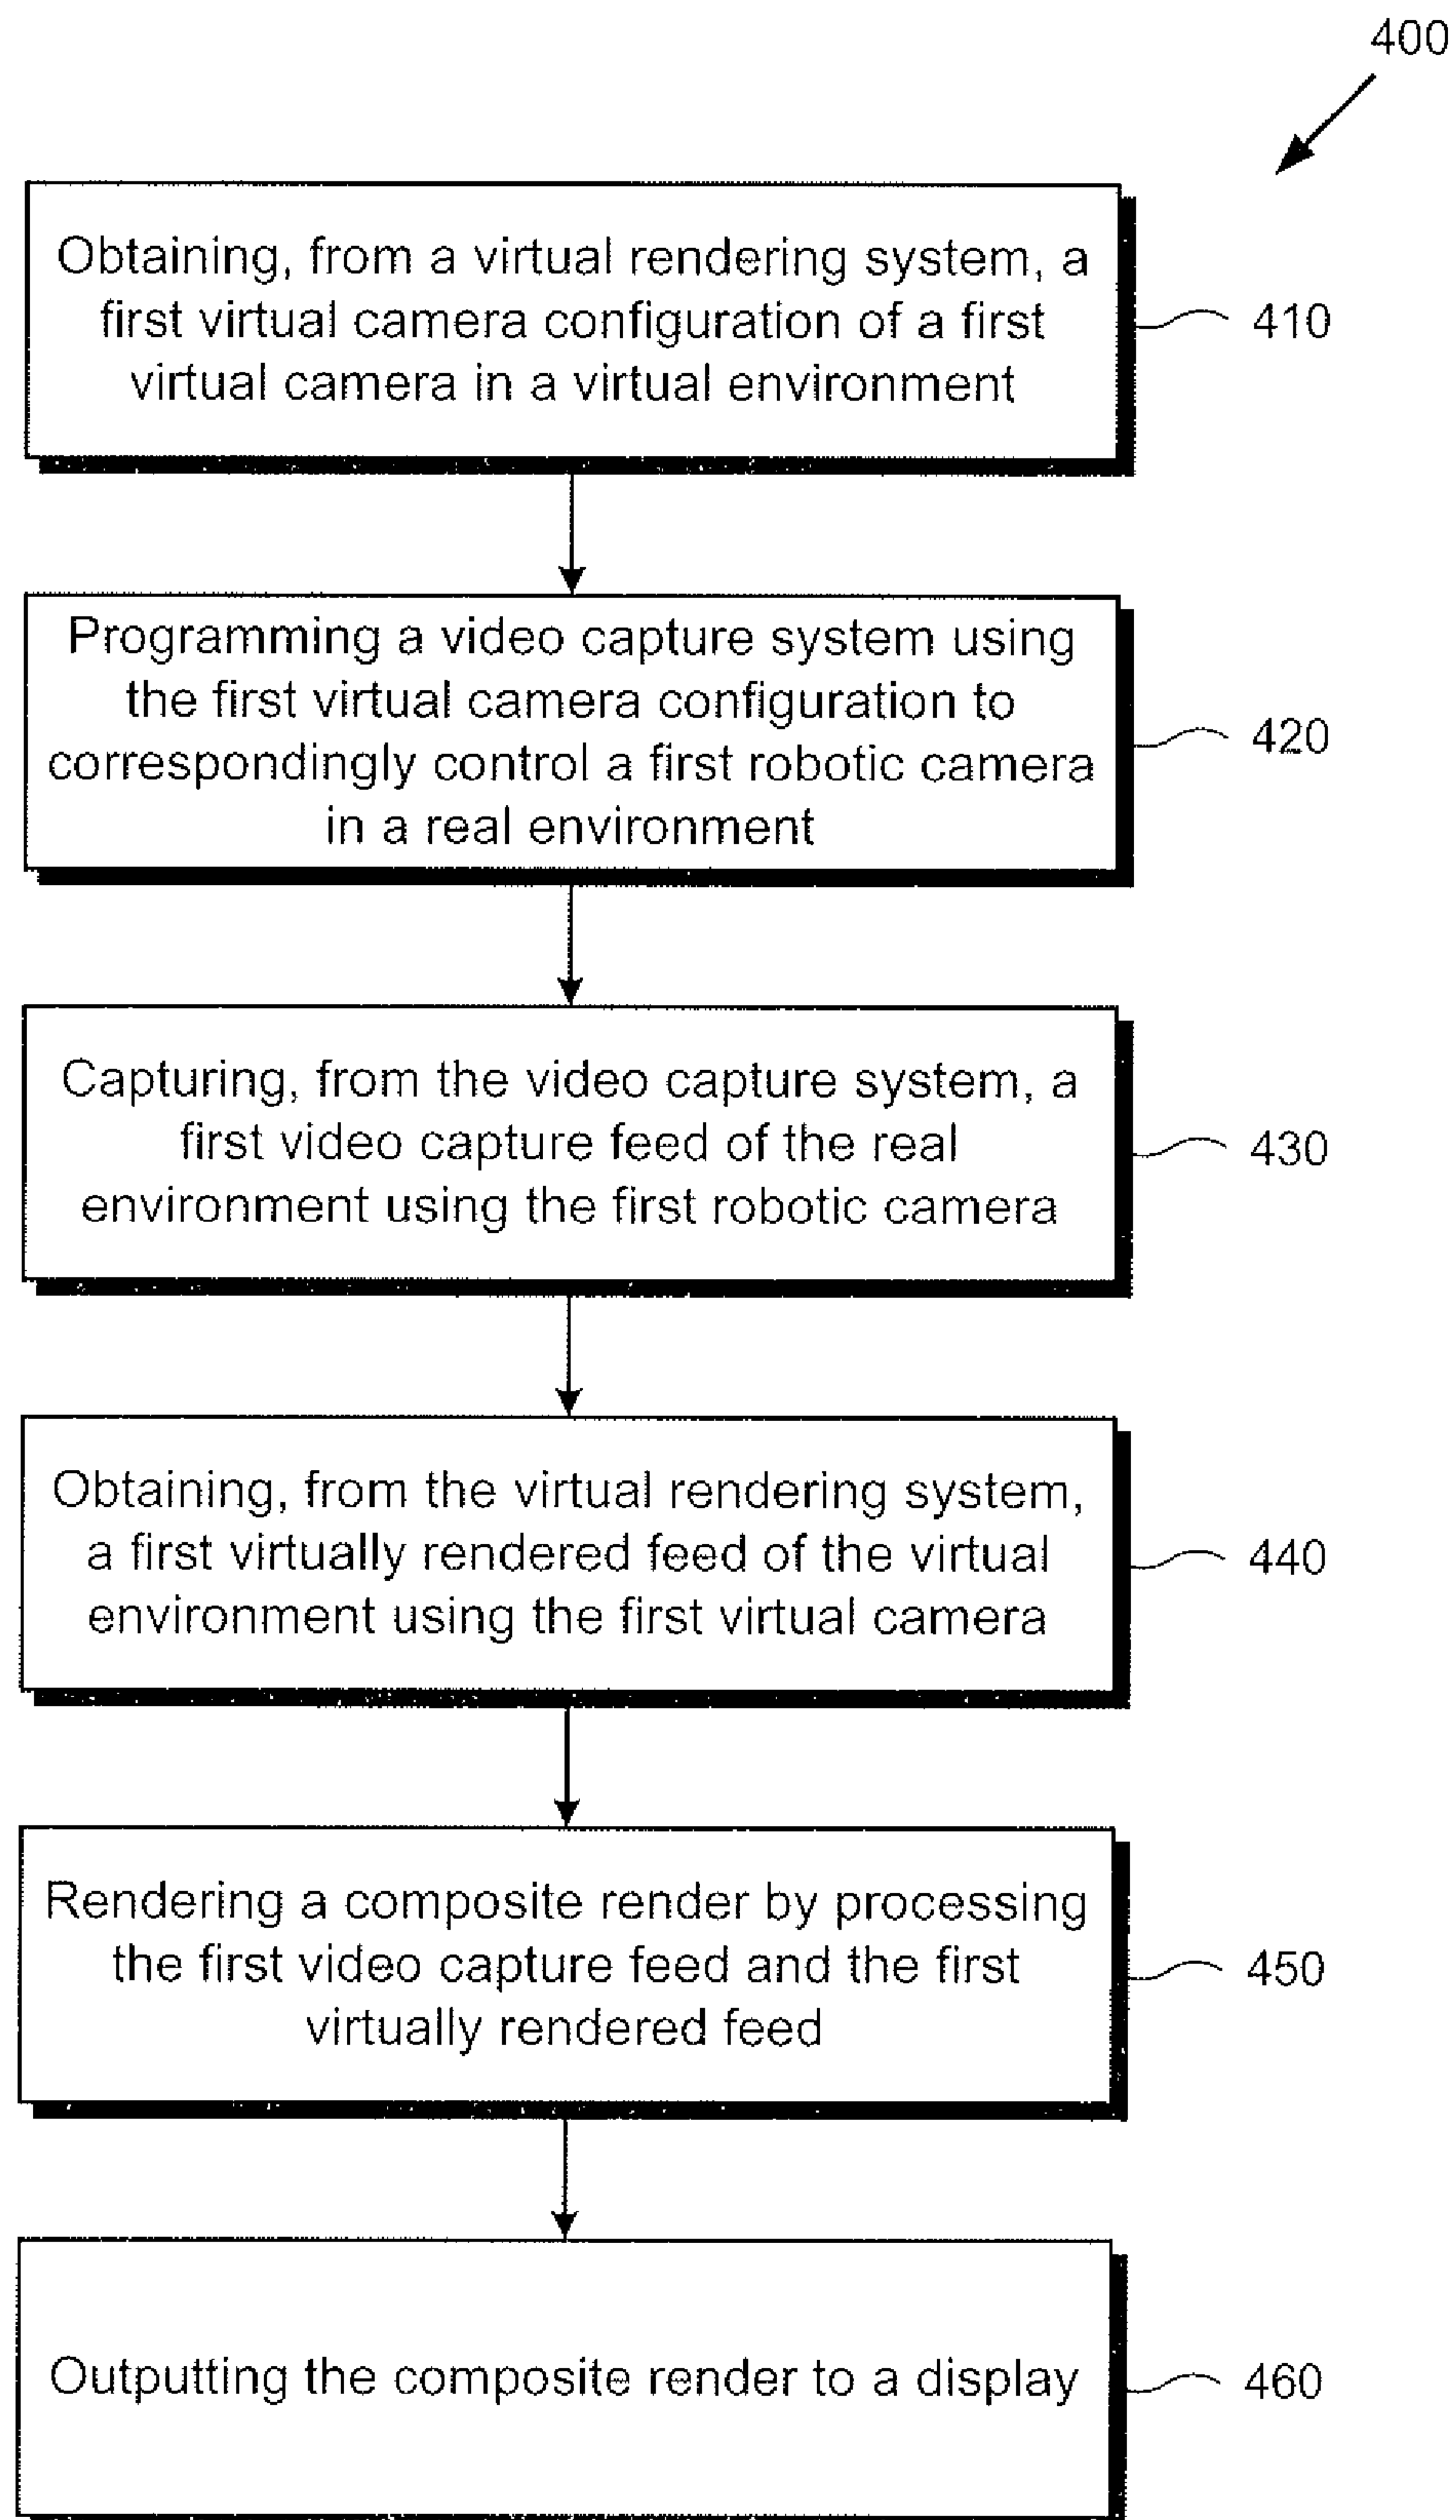 400
Obtaining, from a virtual rendering system, a
first virtual camera configuration of a first
virtual camera in a virtual environment
410
Programming a video capture system using
the first virtual camera configuration to
correspondingly control a first robotic camera
in a real environment
420
Capturing, from the video capture system, a
first video capture feed of the real
environment using the first robotic camera
430
Obtaining, from the virtual rendering system,
a first virtually rendered feed of the virtual
environment using the first virtual camera
440
Rendering a composite render by processing
the first video capture feed and the first
virtually rendered feed
450
Outputting the composite render to a display
460